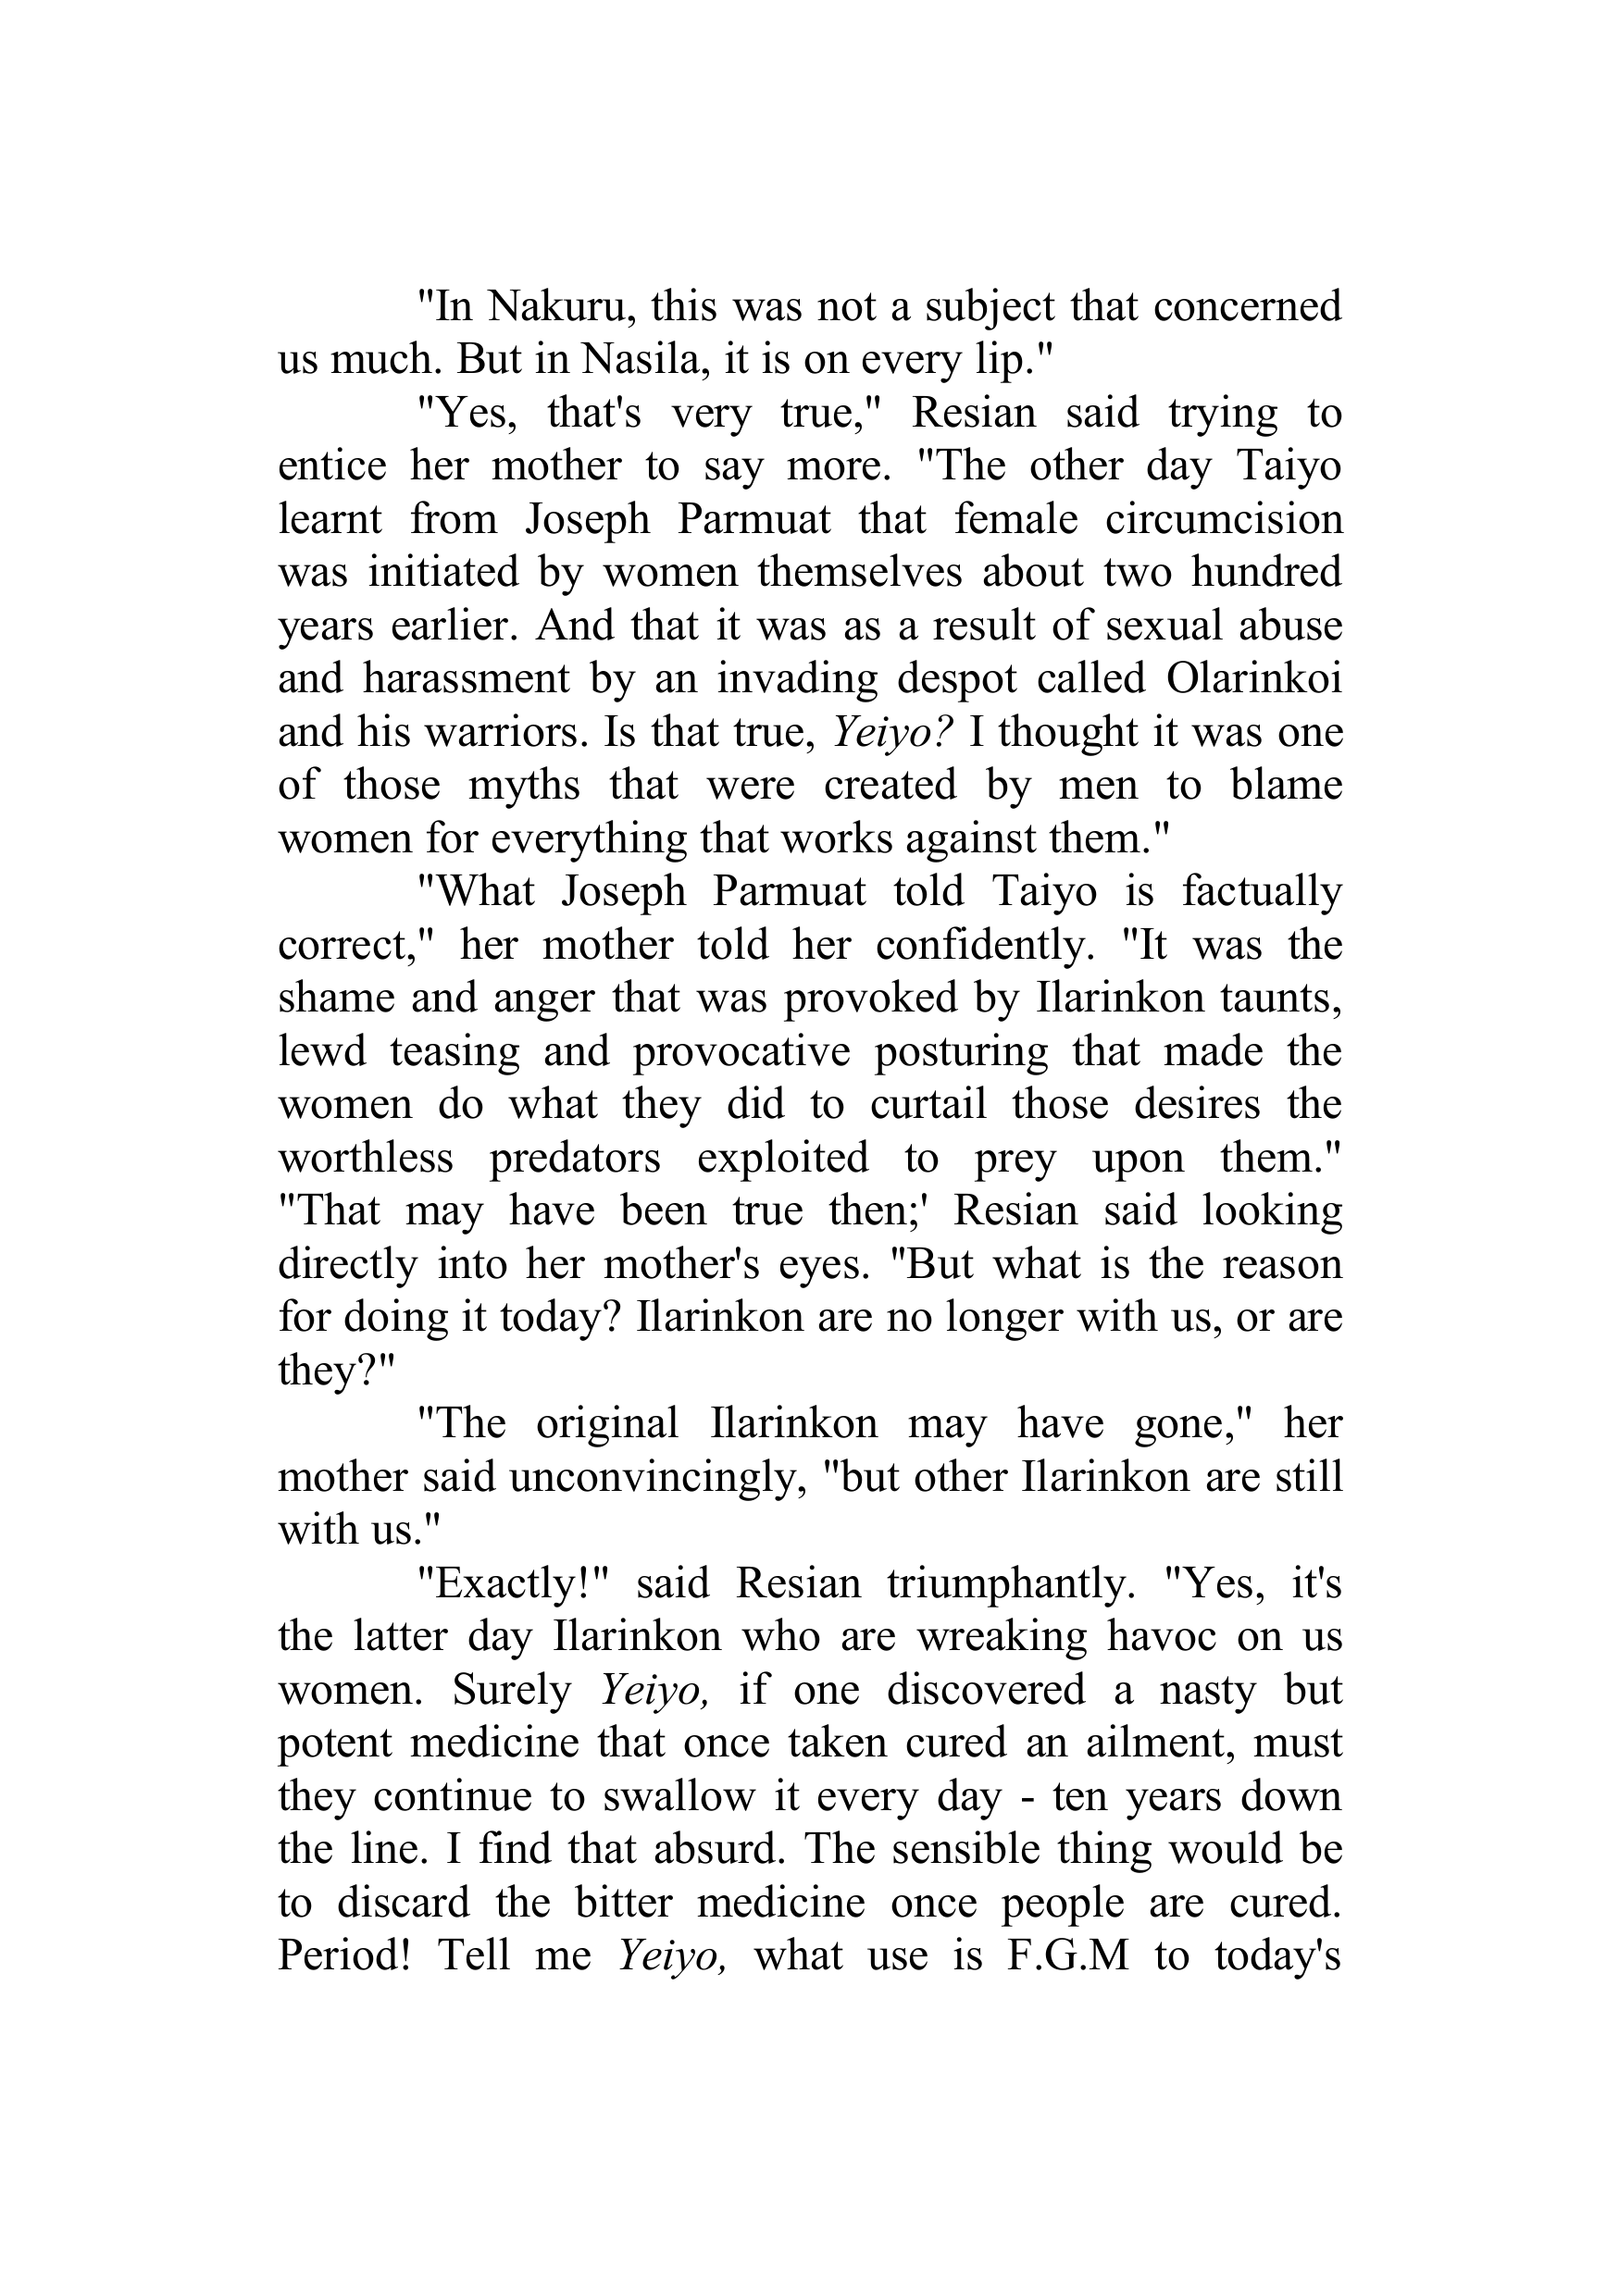 "In Nakuru, this was not a subject that concerned
us much. But in Nasila, it is on every lip."
"Yes, that's very true," Resian said trying to
entice her mother to say more. "The other day Taiyo
learnt from Joseph Parmuat that female circumcision
was initiated by women themselves about two hundred
years earlier. And that it was as a result of sexual abuse
and harassment by an invading despot called Olarinkoi
and his warriors. Is that true, Yeiyo? I thought it was one
of those myths that were created by men to blame
women for everything that works against them."
"What Joseph Parmuat told Taiyo is factually
correct," her mother told her confidently. "It was the
shame and anger that was provoked by Ilarinkon taunts,
lewd teasing and provocative posturing that made the
women do what they did to curtail those desires the
worthless predators exploited to prey upon them."
"That may have been true then;' Resian said looking
directly into her mother's eyes. "But what is the reason
for doing it today? Ilarinkon are no longer with us, or are
they?"
"The original Ilarinkon may have gone," her
mother said unconvincingly, "but other Ilarinkon are still
with us."
"Exactly!" said Resian triumphantly. "Yes, it's
the latter day Ilarinkon who are wreaking havoc on us
women. Surely Yeiyo, if one discovered a nasty but
potent medicine that once taken cured an ailment, must
they continue to swallow it every day - ten years down
the line. I find that absurd. The sensible thing would be
to discard the bitter medicine once people are cured.
Period! Tell me Yeiyo, what use is F.G.M to today's